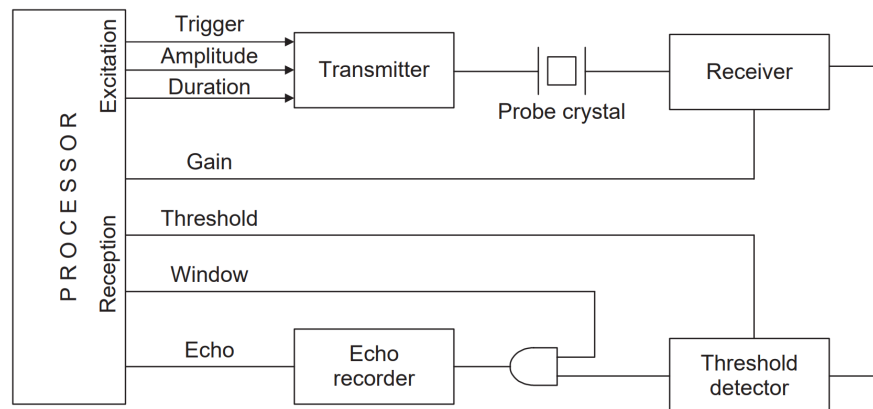 PROCESSOR
Excitation
Trigger
Amplitude
Duration
Transmitter
Probe crystal
Receiver
Gain
Reception
Threshold
Window
Echo
Echo
recorder
Threshold
detector